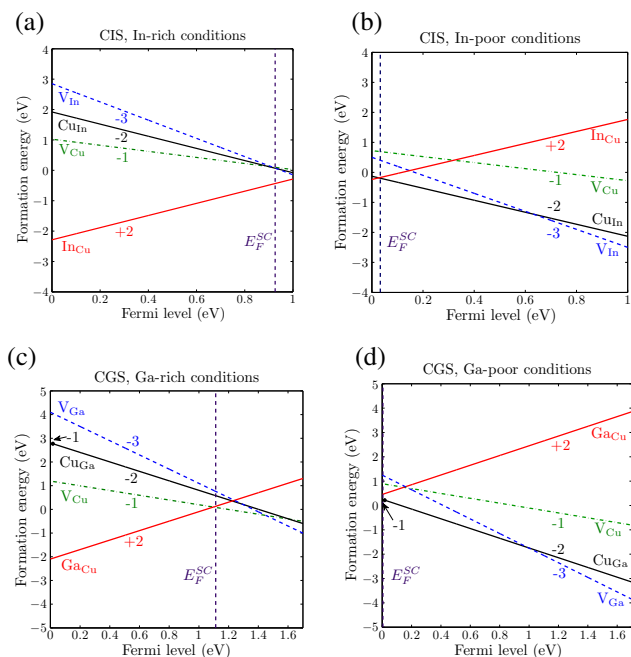 (a)
CIS, In-rich conditions
Formation energy (eV)
4
3
2
1
0
−1
−2
−3
−4
V_In
-3
Cu_In
-2
V_Cu
-1
In_Cu
+2
E_F^SC
0 0.2 0.4 0.6 0.8 1
Fermi level (eV)
(b)
CIS, In-poor conditions
Formation energy (eV)
4
3
2
1
0
−1
−2
−3
−4
In_Cu
+2
V_Cu
-1
-2
Cu_In
-3
V_In
E_F^SC
0 0.2 0.4 0.6 0.8 1
Fermi level (eV)
(c)
CGS, Ga-rich conditions
Formation energy (eV)
5
4
3
2
1
0
−1
−2
−3
−4
−5
V_Ga
-1
-3
Cu_Ga
-2
V_Cu
-1
+2
Ga_Cu
E_F^SC
0 0.2 0.4 0.6 0.8 1 1.2 1.4 1.6
Fermi level (eV)
(d)
CGS, Ga-poor conditions
Formation energy (eV)
5
4
3
2
1
0
−1
−2
−3
−4
−5
Ga_Cu
+2
-1
-1
V_Cu
-2
Cu_Ga
-3
V_Ga
E_F^SC
0 0.2 0.4 0.6 0.8 1 1.2 1.4 1.6
Fermi level (eV)